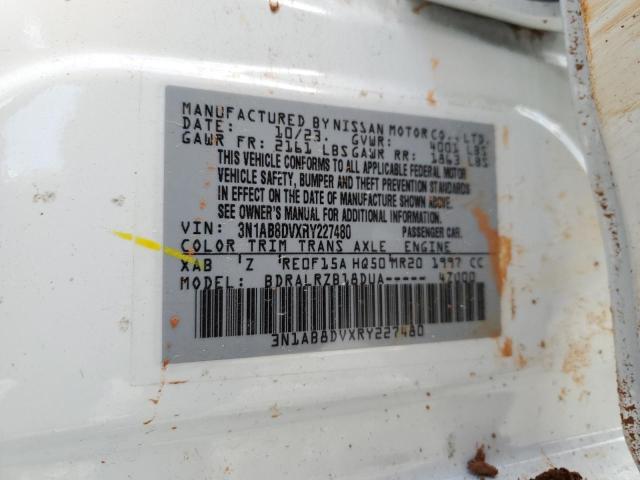 MANUFACTURED BY NISSAN MOTOR CO., LTD.
DATE: 10/23. GVWR: 4001 LBS
GAWR FR: 2161 LBS GAWR RR: 1863 LBS
THIS VEHICLE CONFORMS TO ALL APPLICABLE FEDERAL MOTOR
VEHICLE SAFETY, BUMPER AND THEFT PREVENTION STANDARDS
IN EFFECT ON THE DATE OF MANUFACTURE SHOWN ABOVE.
SEE OWNER'S MANUAL FOR ADDITIONAL INFORMATION.
VIN: 3N1AB8DVXRY227480 PASSENGER CAR.
COLOR TRIM TRANS AXLE ENGINE
XAB Z RE0F15A HQ50 MR20 1997 CC
MODEL: BDRALRZB18DUA----- 4Z000
3N1AB8DVXRY227480